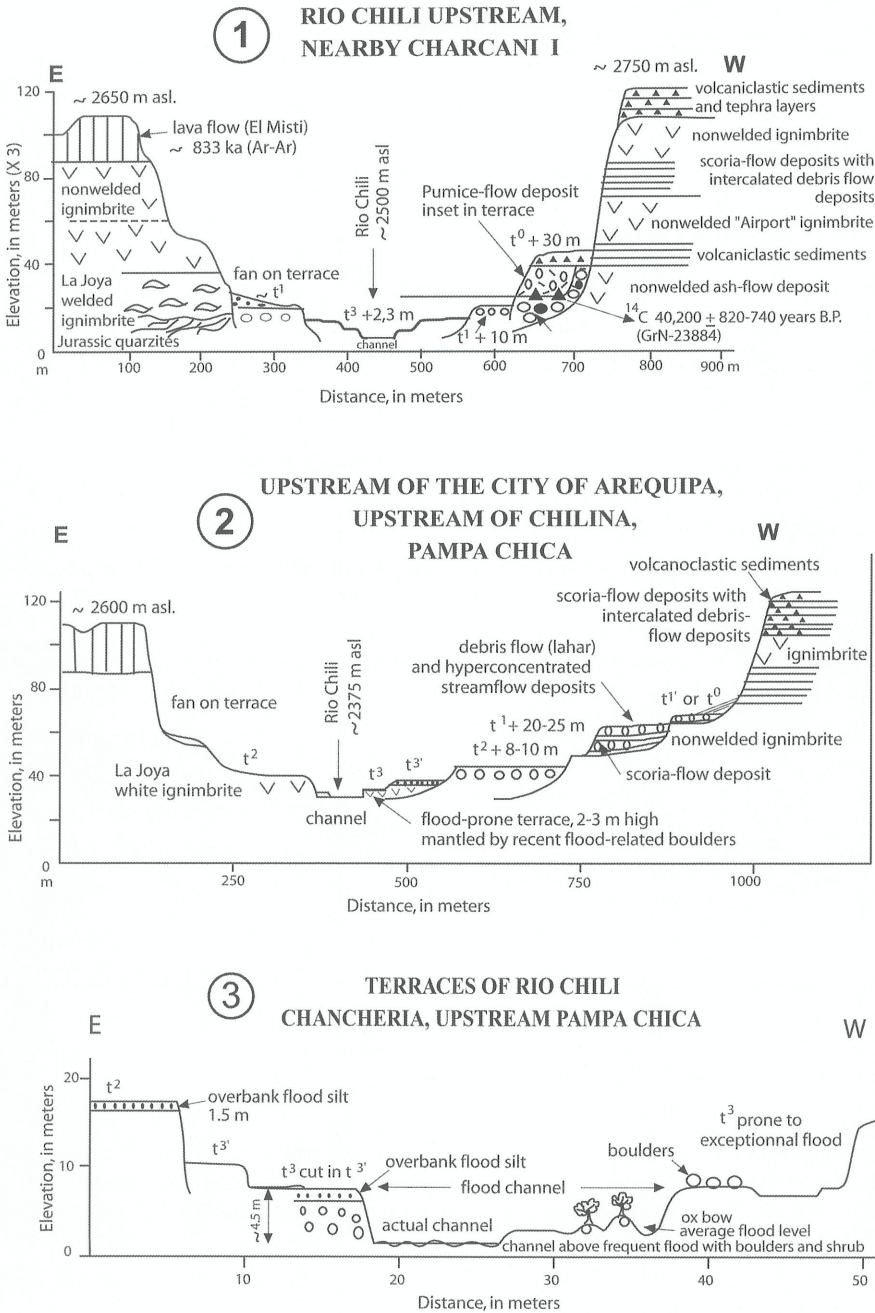 1
RIO CHILI UPSTREAM,
NEARBY CHARCANI I
E
W
~ 2650 m asl.
~ 2750 m asl.
lava flow (El Misti)
~ 833 ka (Ar-Ar)
nonwelded
ignimbrite
La Joya
welded
ignimbrite
Jurassic quarzites
fan on terrace
t1
Rio Chili
~ 2500 m asl
t3 +2,3 m
channel
Pumice-flow deposit
inset in terrace
t0 + 30 m
t1 + 10 m
volcaniclastic sediments
and tephra layers
nonwelded ignimbrite
scoria-flow deposits with
intercalated debris flow
deposits
nonwelded "Airport" ignimbrite
volcaniclastic sediments
nonwelded ash-flow deposit
14C 40,200 ± 820-740 years B.P.
(GrN-23884)
Elevation, in meters (X 3)
120
80
40
0
m
100
200
300
400
500
600
700
800
900 m
Distance, in meters
2
UPSTREAM OF THE CITY OF AREQUIPA,
UPSTREAM OF CHILINA,
PAMPA CHICA
E
W
~ 2600 m asl.
fan on terrace
t2
La Joya
white ignimbrite
Rio Chili
~2375 m asl
channel
t3
t3'
flood-prone terrace, 2-3 m high
mantled by recent flood-related boulders
debris flow (lahar)
and hyperconcentrated
streamflow deposits
t1+ 20-25 m
t2+ 8-10 m
volcanoclastic sediments
scoria-flow deposits with
intercalated debris-
flow deposits
ignimbrite
t1' or t0
nonwelded ignimbrite
scoria-flow deposit
Elevation, in meters
120
80
40
0
m
250
500
750
1000
Distance, in meters
3
TERRACES OF RIO CHILI
CHANCHERIA, UPSTREAM PAMPA CHICA
E
W
t2
overbank flood silt
1.5 m
t3'
t3 cut in t3'
overbank flood silt
flood channel
~ 4.5 m
actual channel
boulders
t3 prone to
exceptionnal flood
ox bow
average flood level
channel above frequent flood with boulders and shrub
Elevation, in meters
20
10
0
10
20
30
40
50
Distance, in meters